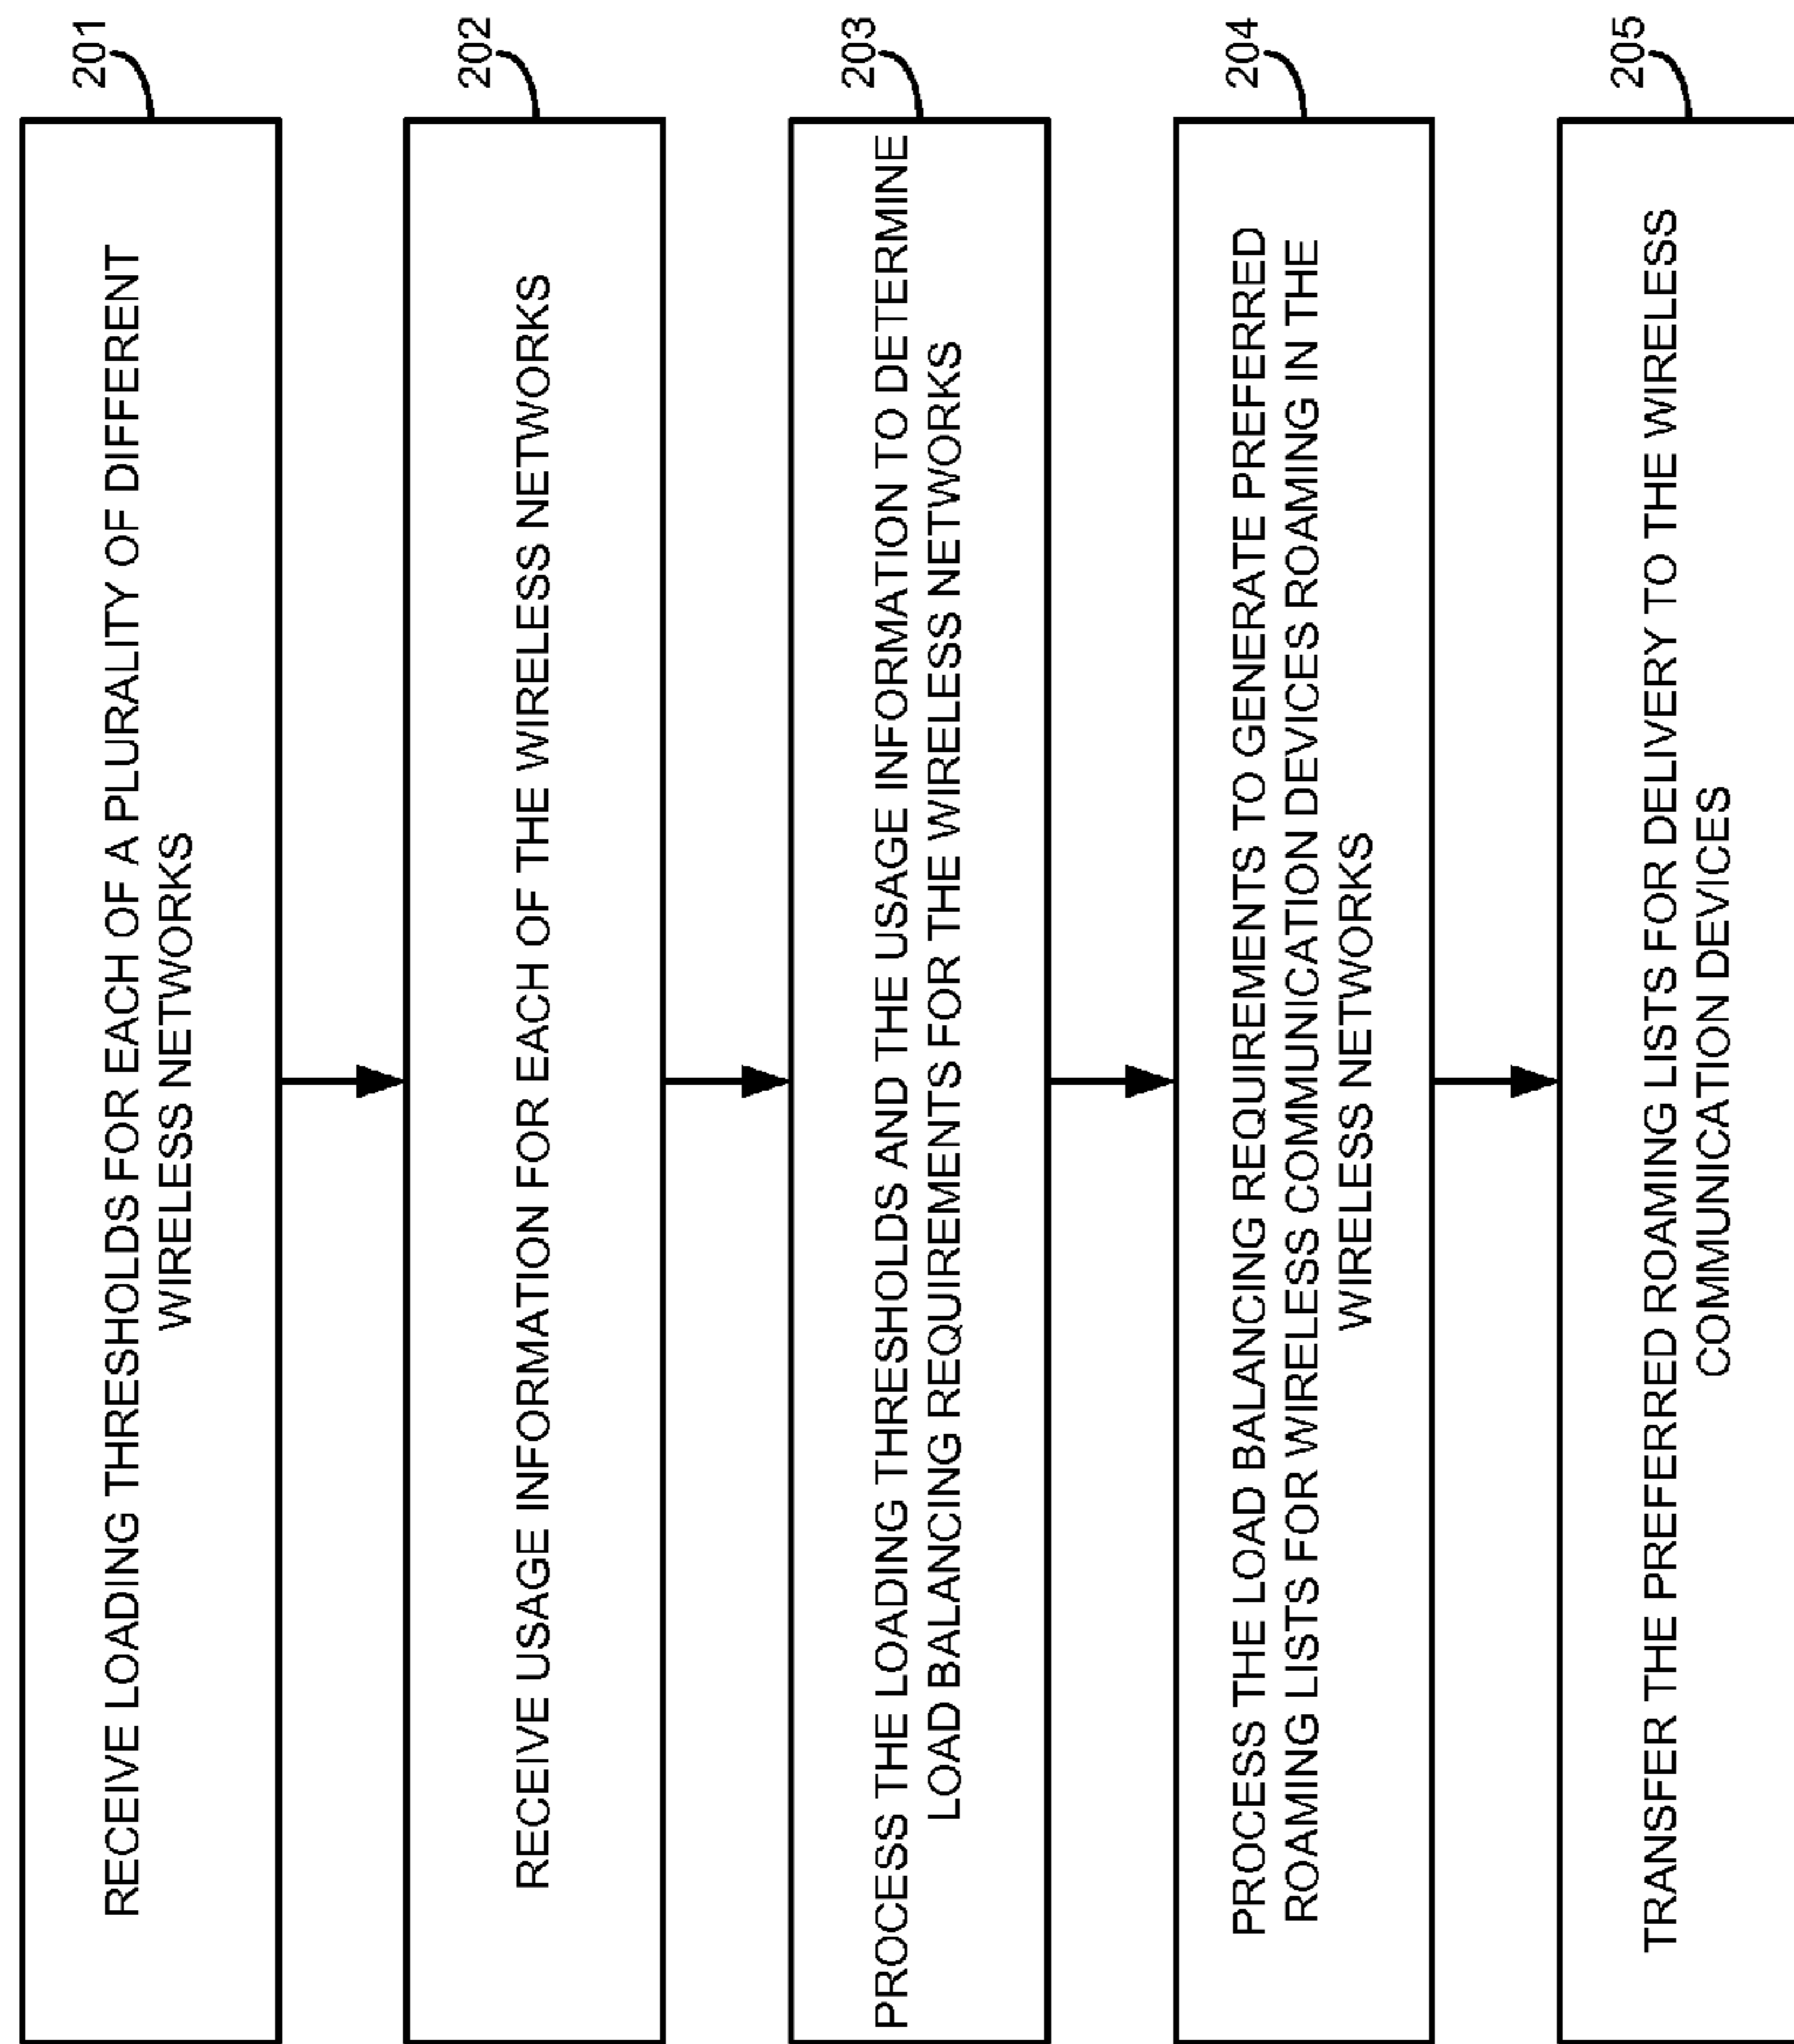 201
RECEIVE LOADING THRESHOLDS FOR EACH OF A PLURALITY OF DIFFERENT
WIRELESS NETWORKS
202
RECEIVE USAGE INFORMATION FOR EACH OF THE WIRELESS NETWORKS
203
PROCESS THE LOADING THRESHOLDS AND THE USAGE INFORMATION TO DETERMINE
LOAD BALANCING REQUIREMENTS FOR THE WIRELESS NETWORKS
204
PROCESS THE LOAD BALANCING REQUIREMENTS TO GENERATE PREFERRED
ROAMING LISTS FOR WIRELESS COMMUNICATION DEVICES ROAMING IN THE
WIRELESS NETWORKS
205
TRANSFER THE PREFERRED ROAMING LISTS FOR DELIVERY TO THE WIRELESS
COMMUNICATION DEVICES